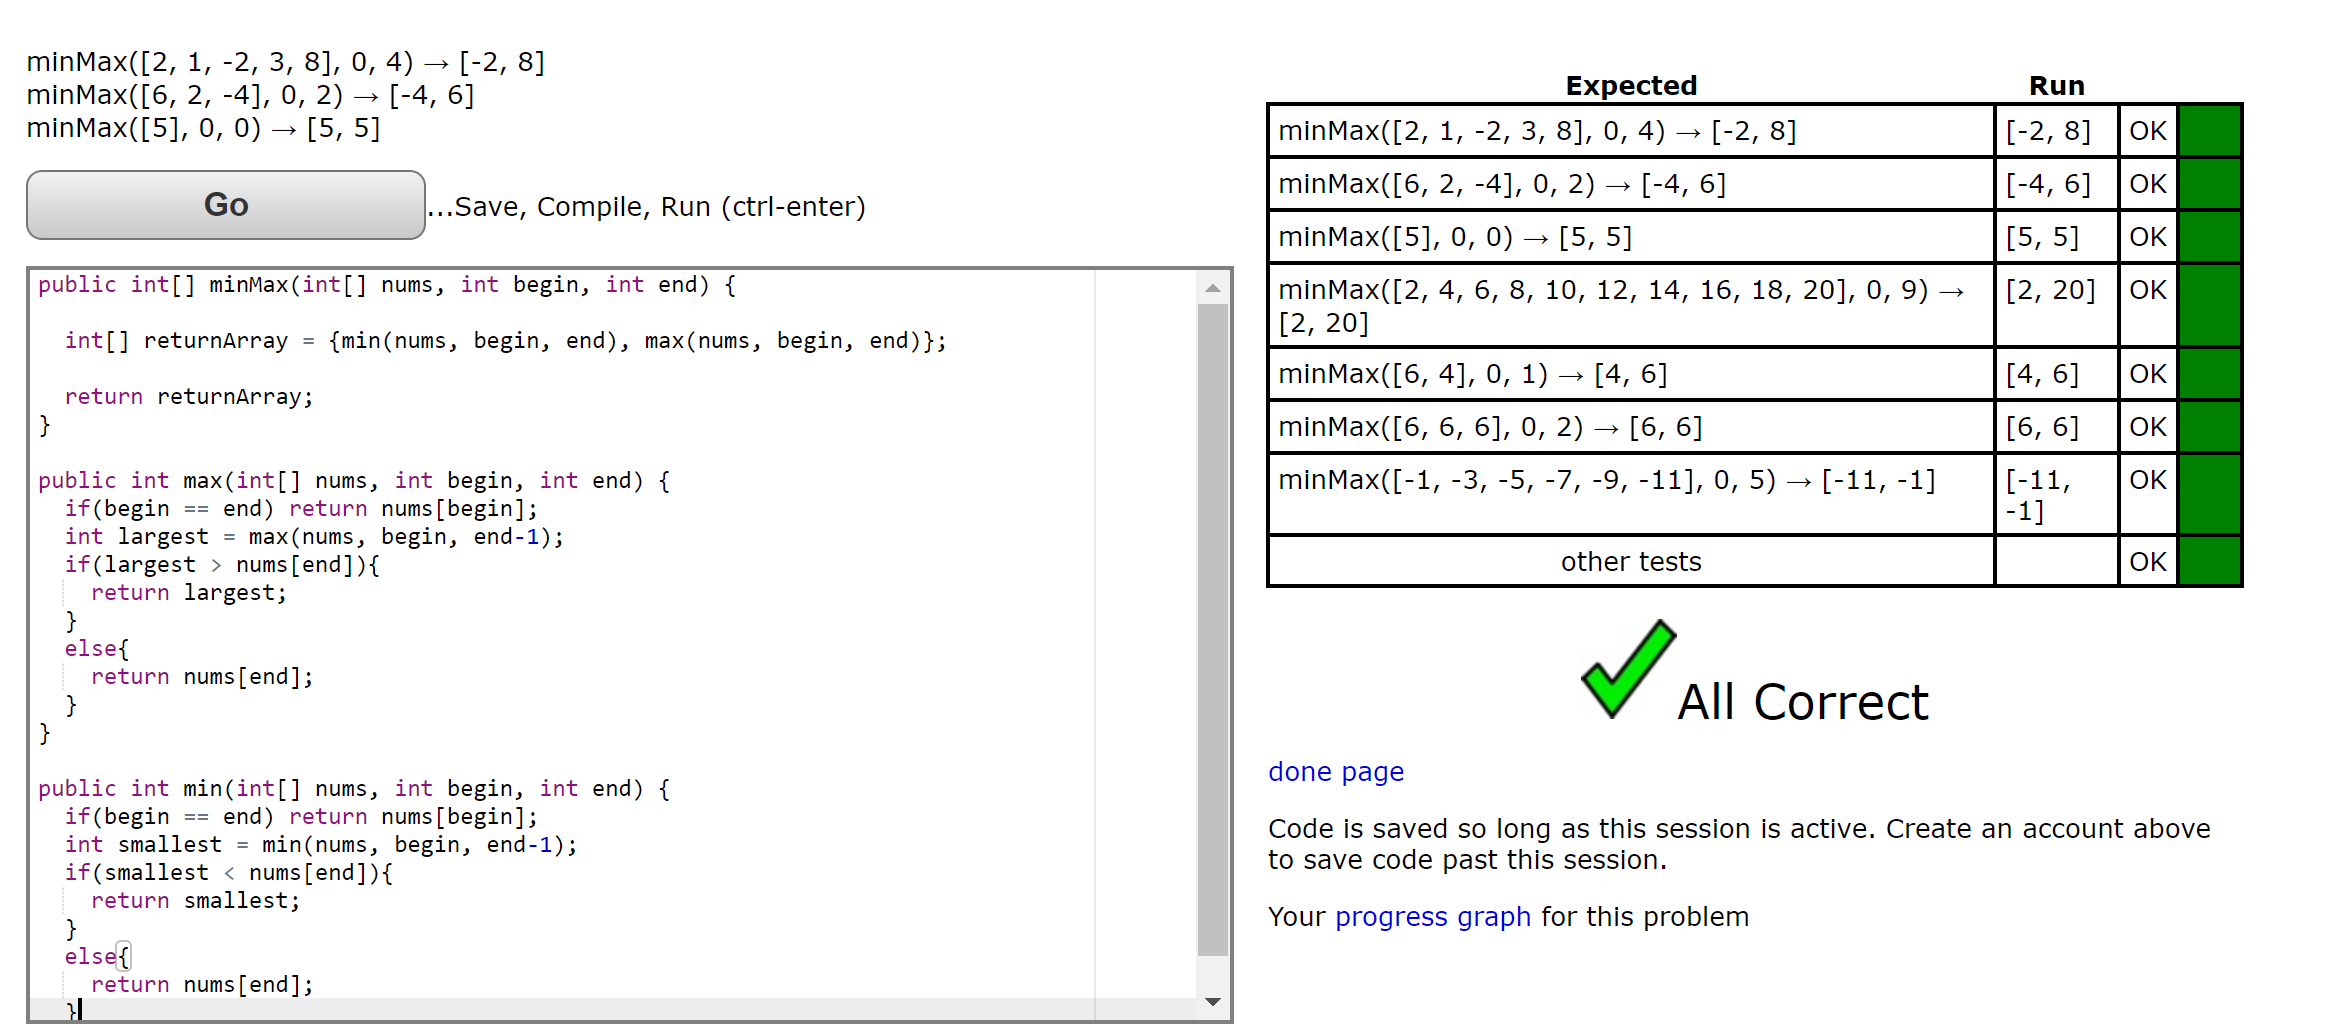 minMax([2, 1, -2, 3, 8], 0, 4) → [-2, 8]
minMax([6, 2, -4], 0, 2) → [-4, 6]
minMax([5], 0, 0) → [5, 5]
Go
...Save, Compile, Run (ctrl-enter)
public int[] minMax(int[] nums, int begin, int end) {
  int[] returnArray = {min(nums, begin, end), max(nums, begin, end)};
  return returnArray;
}
public int max(int[] nums, int begin, int end) {
  if(begin == end) return nums[begin];
  int largest = max(nums, begin, end-1);
  if(largest > nums[end]){
    return largest;
  }
  else{
    return nums[end];
  }
}
public int min(int[] nums, int begin, int end) {
  if(begin == end) return nums[begin];
  int smallest = min(nums, begin, end-1);
  if(smallest < nums[end]){
    return smallest;
  }
  else{
    return nums[end];
  }
Expected Run
minMax([2, 1, -2, 3, 8], 0, 4) → [-2, 8] [-2, 8] OK
minMax([6, 2, -4], 0, 2) → [-4, 6] [-4, 6] OK
minMax([5], 0, 0) → [5, 5] [5, 5] OK
minMax([2, 4, 6, 8, 10, 12, 14, 16, 18, 20], 0, 9) → [2, 20] OK
[2, 20]
minMax([6, 4], 0, 1) → [4, 6] [4, 6] OK
minMax([6, 6, 6], 0, 2) → [6, 6] [6, 6] OK
minMax([-1, -3, -5, -7, -9, -11], 0, 5) → [-11, -1] [-11, OK
-1]
other tests OK
All Correct
done page
Code is saved so long as this session is active. Create an account above
to save code past this session.
Your progress graph for this problem